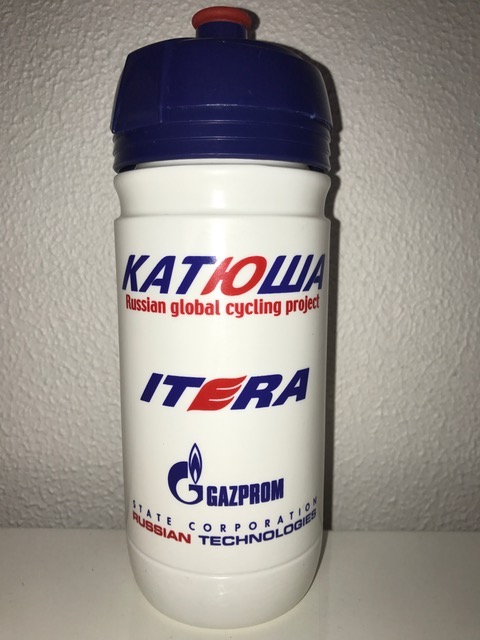 КАТЮША
Russian global cycling project
ITERA
GAZPROM
STATE CORPORATION
RUSSIAN TECHNOLOGIES